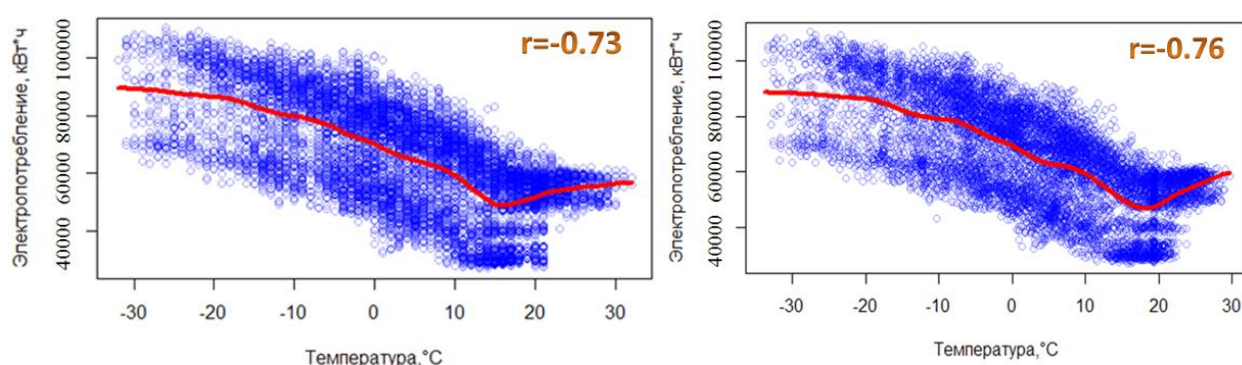 Электропотребление, кВт*ч
100000
80000
60000
40000
r=-0.73
-30 -20 -10 0 10 20 30
Температура,°C
Электропотребление, кВт*ч
100000
80000
60000
40000
r=-0.76
-30 -20 -10 0 10 20 30
Температура,°C